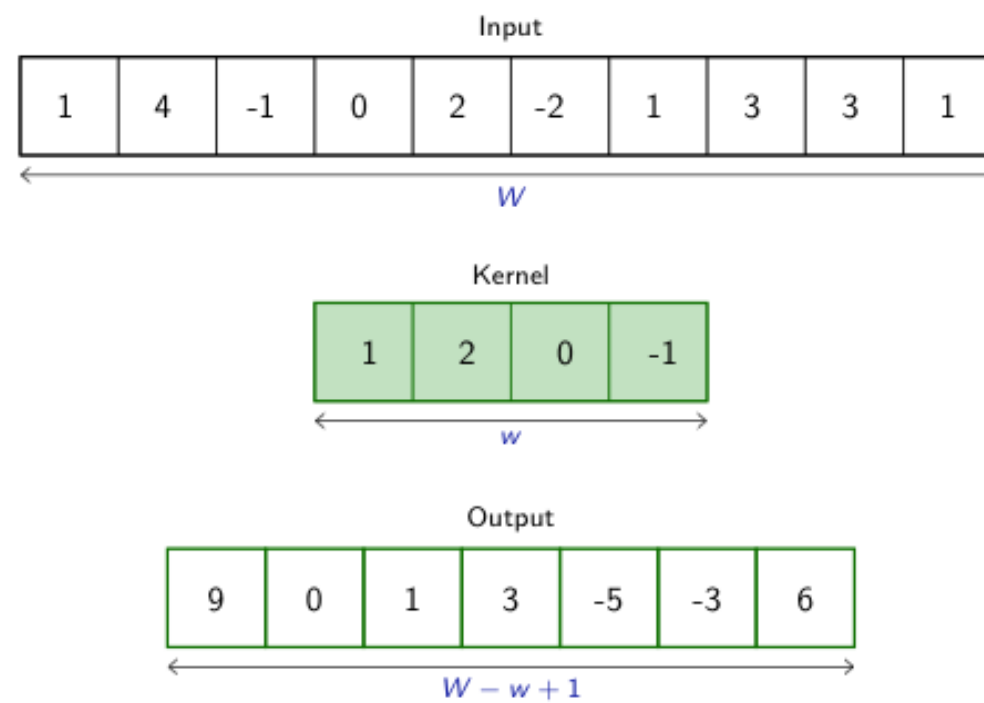 Input
1 4 -1 0 2 -2 1 3 3 1
W
Kernel
1 2 0 -1
w
Output
9 0 1 3 -5 -3 6
W − w + 1